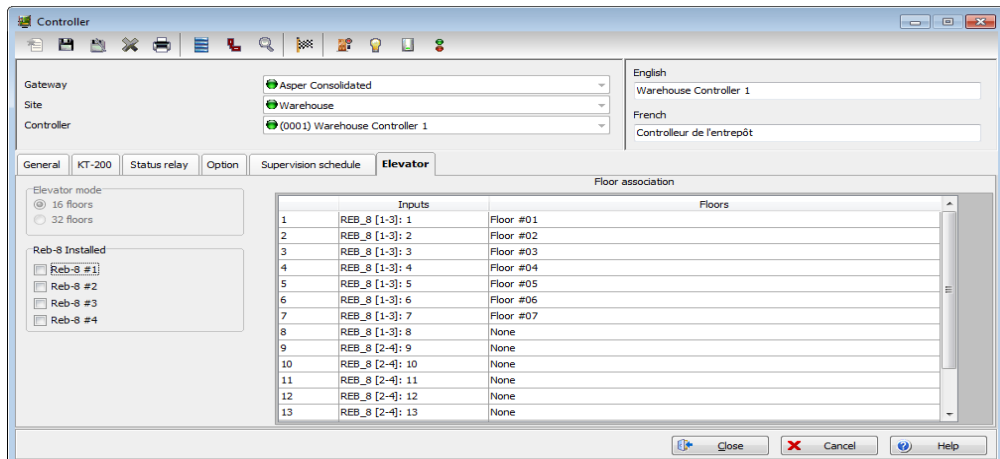 Controller
Gateway
Asper Consolidated
Site
Warehouse
Controller
(0001) Warehouse Controller 1
English
Warehouse Controller 1
French
Controlleur de l'entrepôt
General KT-200 Status relay Option Supervision schedule Elevator
Elevator mode
16 floors
32 floors
Reb-8 Installed
Reb-8 #1
Reb-8 #2
Reb-8 #3
Reb-8 #4
Floor association
Inputs Floors
1 REB_8 [1-3]: 1 Floor #01
2 REB_8 [1-3]: 2 Floor #02
3 REB_8 [1-3]: 3 Floor #03
4 REB_8 [1-3]: 4 Floor #04
5 REB_8 [1-3]: 5 Floor #05
6 REB_8 [1-3]: 6 Floor #06
7 REB_8 [1-3]: 7 Floor #07
8 REB_8 [1-3]: 8 None
9 REB_8 [2-4]: 9 None
10 REB_8 [2-4]: 10 None
11 REB_8 [2-4]: 11 None
12 REB_8 [2-4]: 12 None
13 REB_8 [2-4]: 13 None
Close Cancel Help